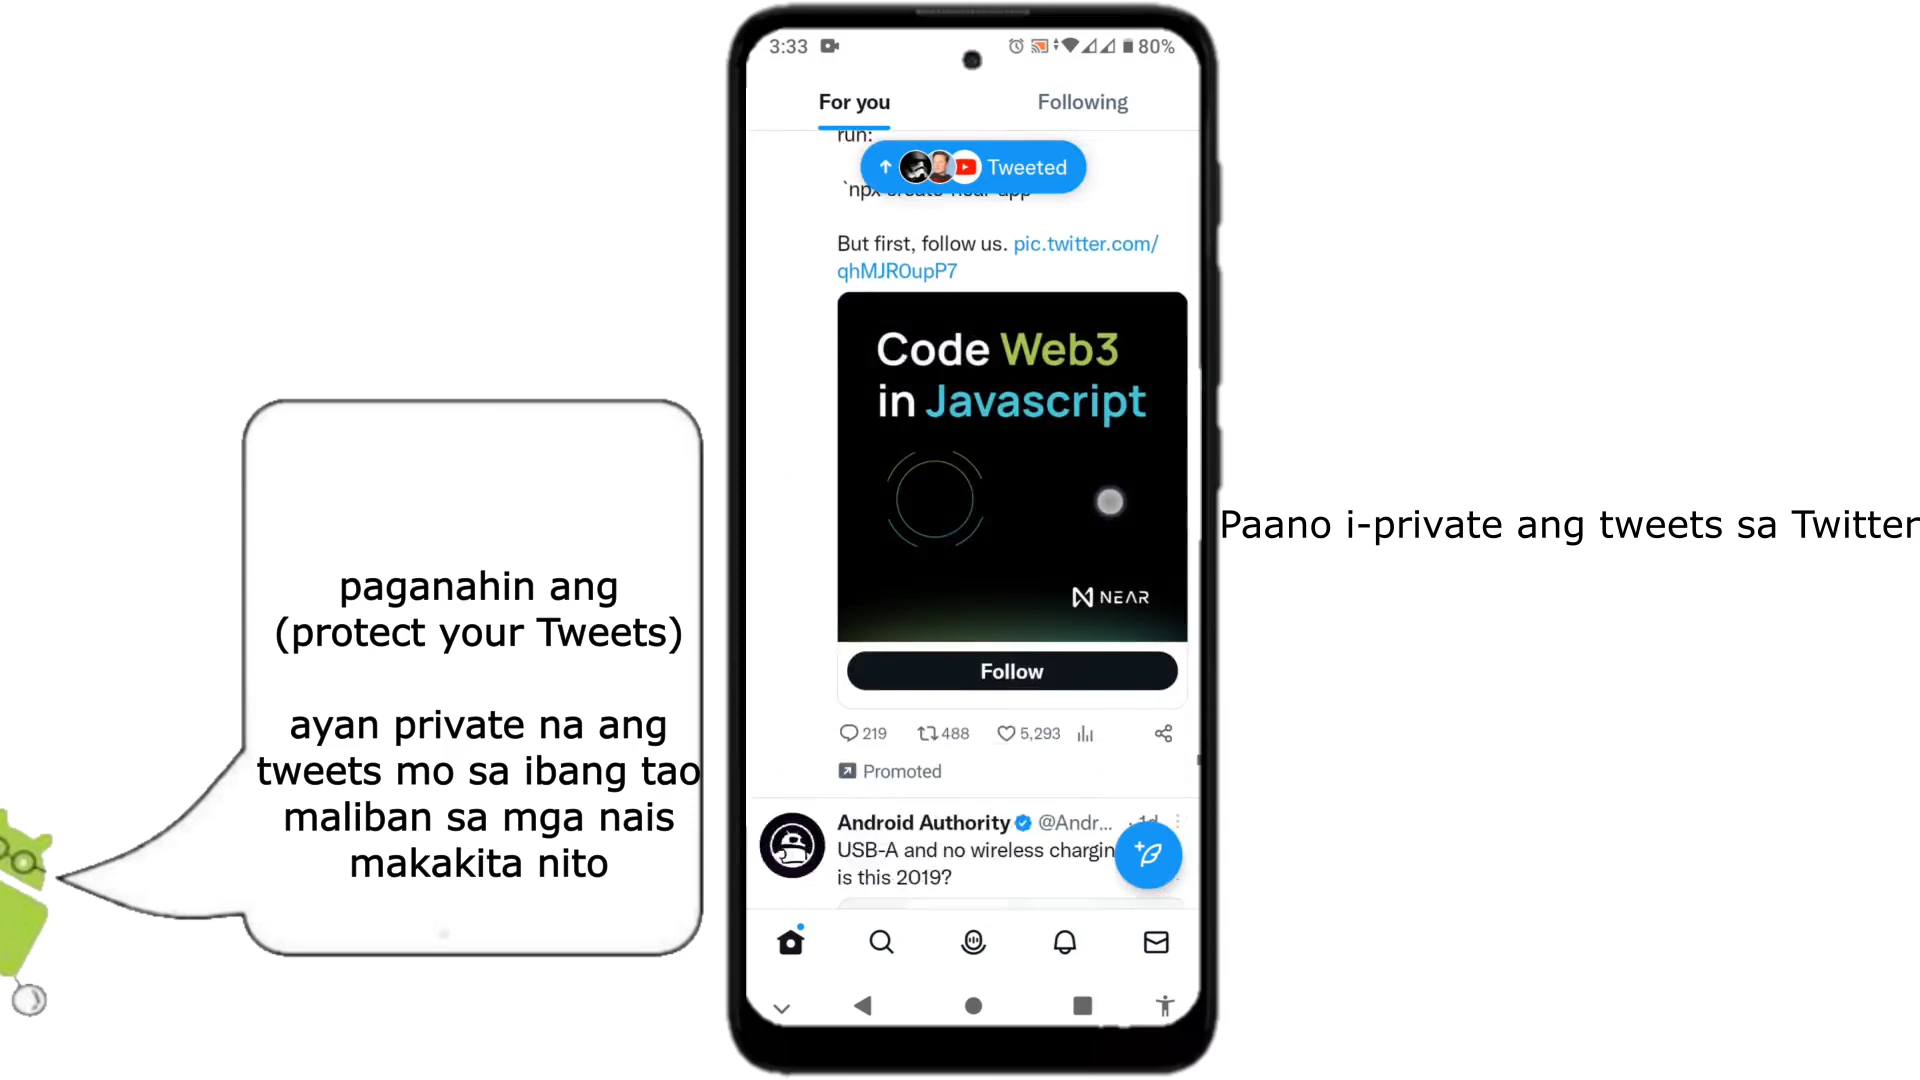 3:33
80%
For you
Following
run:
Tweeted
But first, follow us. pic.twitter.com/
qhMJR0upP7
Code Web3
in Javascript
NEAR
Follow
219
488
5,293
Promoted
Android Authority @Andr...
USB-A and no wireless chargin
is this 2019?
paganahin ang
(protect your Tweets)
ayan private na ang
tweets mo sa ibang tao
maliban sa mga nais
makakita nito
Paano i-private ang tweets sa Twitter